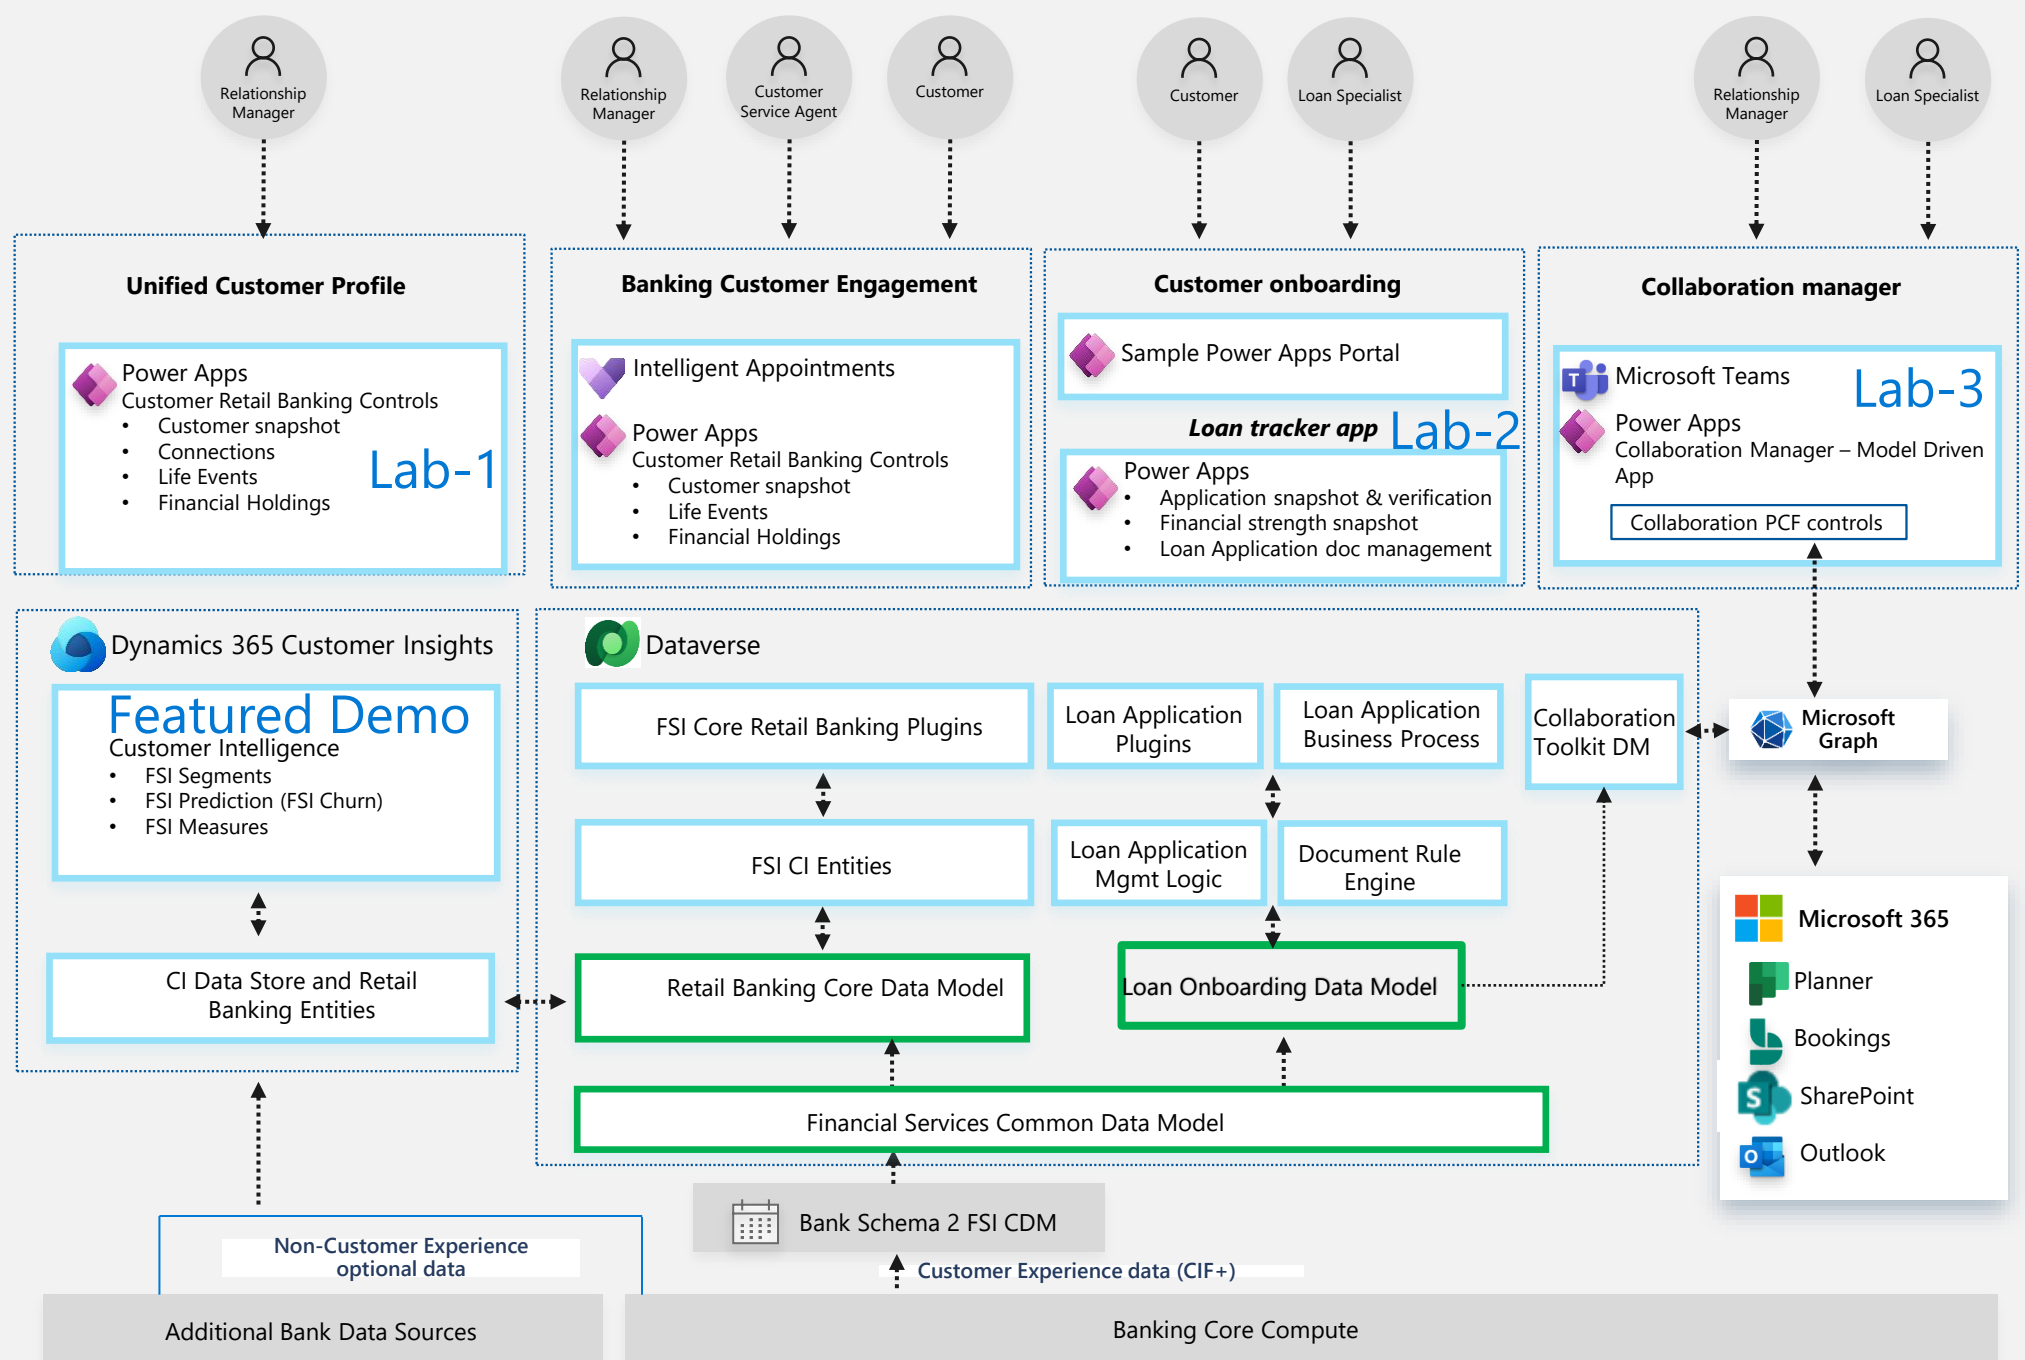 Relationship
Manager
Relationship
Manager
Customer
Service Agent
Customer
Customer
Loan Specialist
Relationship
Manager
Loan Specialist
Unified Customer Profile
Power Apps
Customer Retail Banking Controls
• Customer snapshot
• Connections
• Life Events
• Financial Holdings
Lab-1
Banking Customer Engagement
Intelligent Appointments
Power Apps
Customer Retail Banking Controls
• Customer snapshot
• Life Events
• Financial Holdings
Customer onboarding
Sample Power Apps Portal
Loan tracker app
Lab-2
Power Apps
• Application snapshot & verification
• Financial strength snapshot
• Loan Application doc management
Collaboration manager
T
Microsoft Teams
Lab-3
Power Apps
Collaboration Manager – Model Driven
App
Collaboration PCF controls
Dynamics 365 Customer Insights
Featured Demo
Customer Intelligence
• FSI Segments
• FSI Prediction (FSI Churn)
• FSI Measures
CI Data Store and Retail
Banking Entities
Dataverse
FSI Core Retail Banking Plugins
Loan Application
Plugins
Loan Application
Business Process
Collaboration
Toolkit DM
FSI CI Entities
Loan Application
Mgmt Logic
Document Rule
Engine
Retail Banking Core Data Model
Loan Onboarding Data Model
Financial Services Common Data Model
Microsoft
Graph
Microsoft 365
Planner
Bookings
S
SharePoint
O
Outlook
Bank Schema 2 FSI CDM
Non-Customer Experience
optional data
Customer Experience data (CIF+)
Additional Bank Data Sources
Banking Core Compute